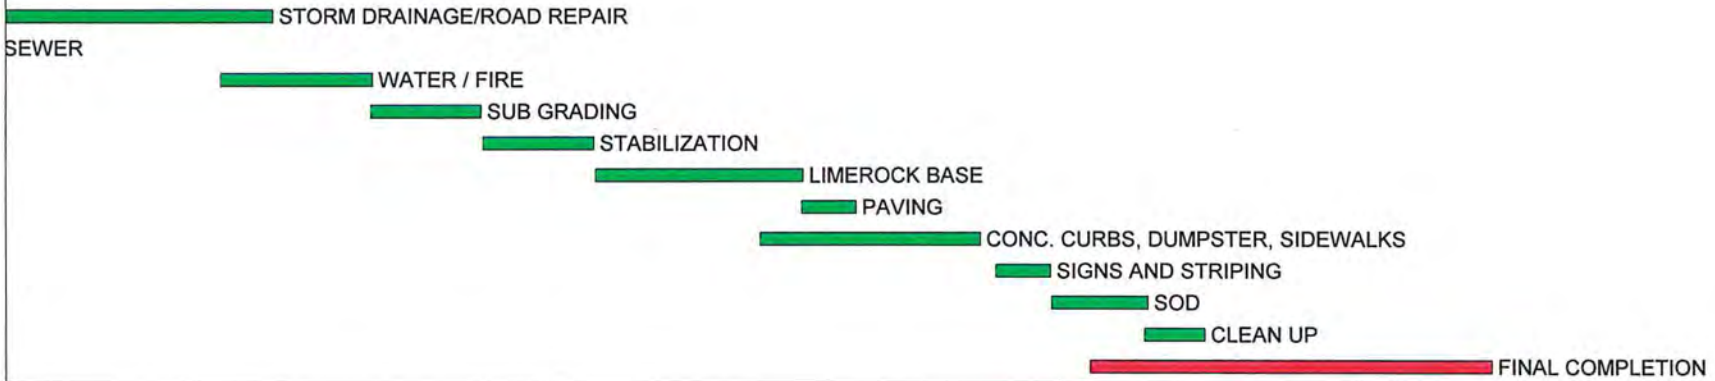 STORM DRAINAGE/ROAD REPAIR
SEWER
WATER / FIRE
SUB GRADING
STABILIZATION
LIMEROCK BASE
PAVING
CONC. CURBS, DUMPSTER, SIDEWALKS
SIGNS AND STRIPING
SOD
CLEAN UP
FINAL COMPLETION